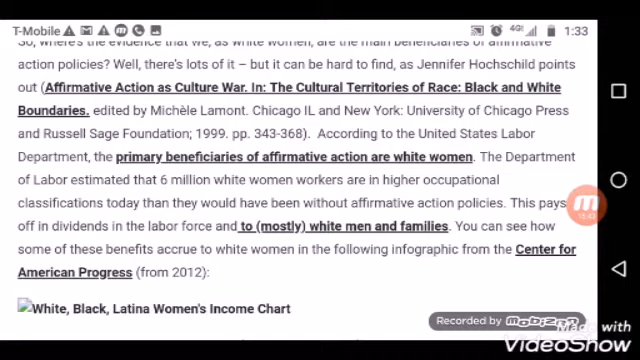 T-Mobile 4G 1:33
So, where's the evidence that we, as white women, are the main beneficiaries of affirmative
action policies? Well, there's lots of it – but it can be hard to find, as Jennifer Hochschild points
out (Affirmative Action as Culture War. In: The Cultural Territories of Race: Black and White
Boundaries. edited by Michèle Lamont. Chicago IL and New York: University of Chicago Press
and Russell Sage Foundation; 1999. pp. 343-368). According to the United States Labor
Department, the primary beneficiaries of affirmative action are white women. The Department
of Labor estimated that 6 million white women workers are in higher occupational
classifications today than they would have been without affirmative action policies. This pays
off in dividends in the labor force and to (mostly) white men and families. You can see how
some of these benefits accrue to white women in the following infographic from the Center for
American Progress (from 2012):
White, Black, Latina Women's Income Chart
Recorded by mobizen
Made with
VideoShow